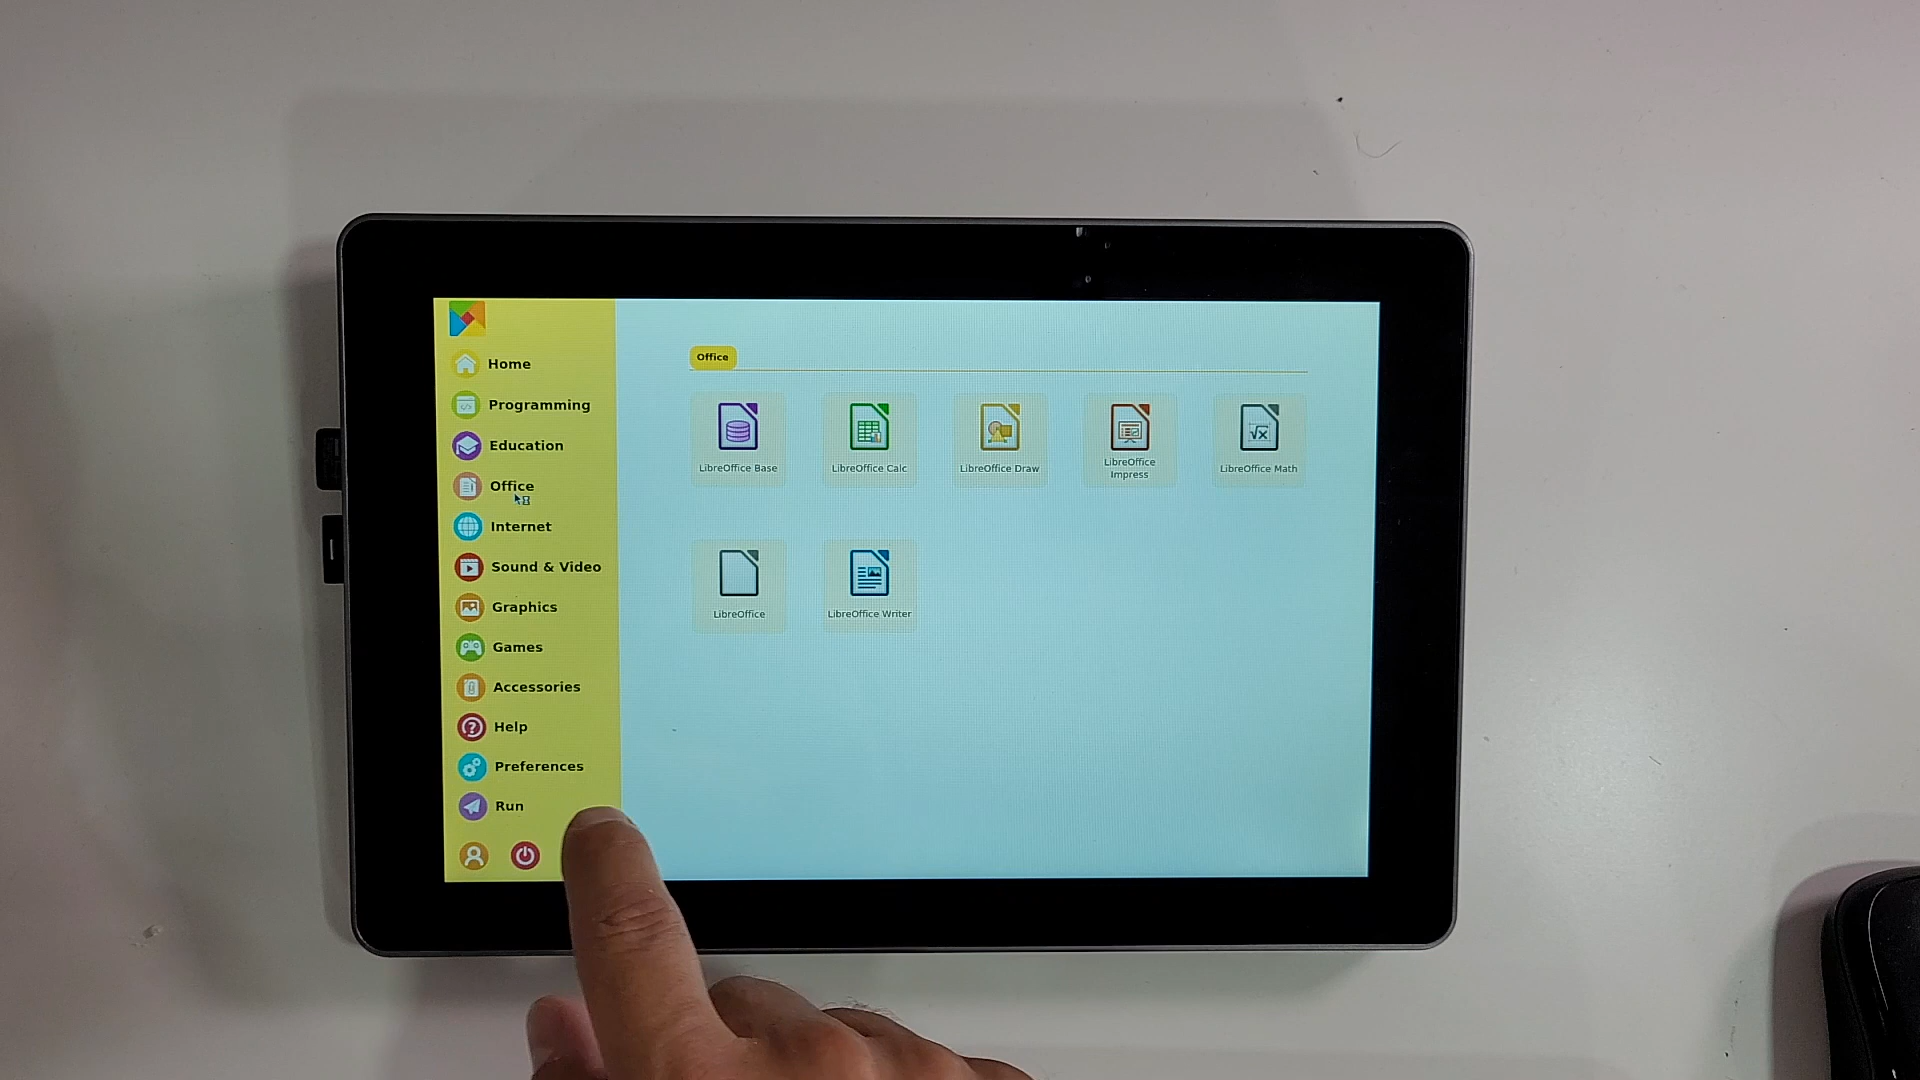 Home
Programming
Education
Office
Internet
Sound & Video
Graphics
Games
Accessories
Help
Preferences
Run
Office
LibreOffice Base
LibreOffice Calc
LibreOffice Draw
LibreOffice
Impress
LibreOffice Math
LibreOffice
LibreOffice Writer